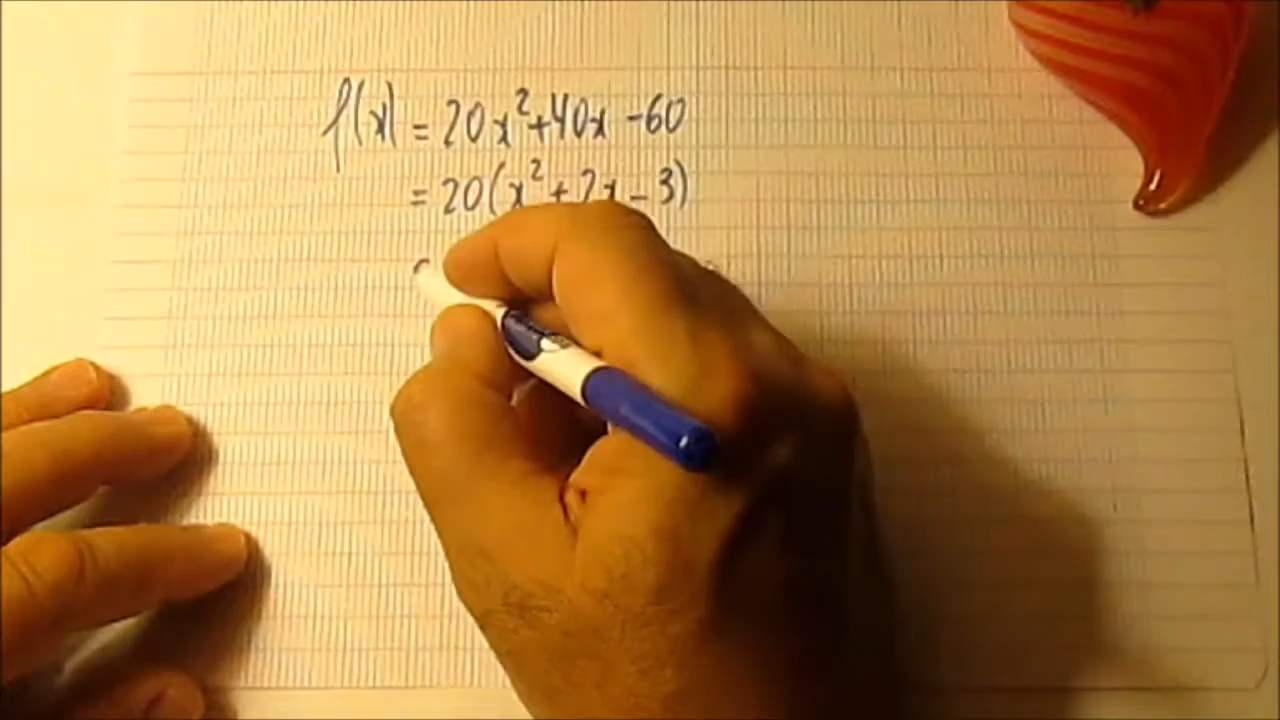 f(x) = 20x²+40x -60
= 20(x²+2x-3)